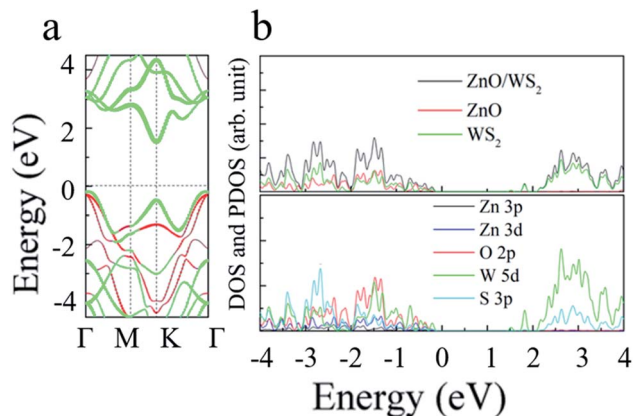 a
b
4
2
0
-2
-4
Energy (eV)
Γ M K Γ
DOS and PDOS (arb. unit)
ZnO/WS₂
ZnO
WS₂
Zn 3p
Zn 3d
O 2p
W 5d
S 3p
-4 -3 -2 -1 0 1 2 3 4
Energy (eV)